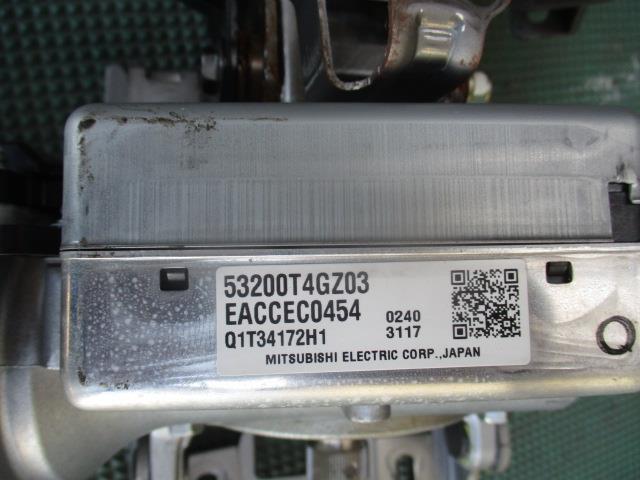 53200T4GZ03
EACCEC0454 0240
Q1T34172H1 3117
MITSUBISHI ELECTRIC CORP.,JAPAN